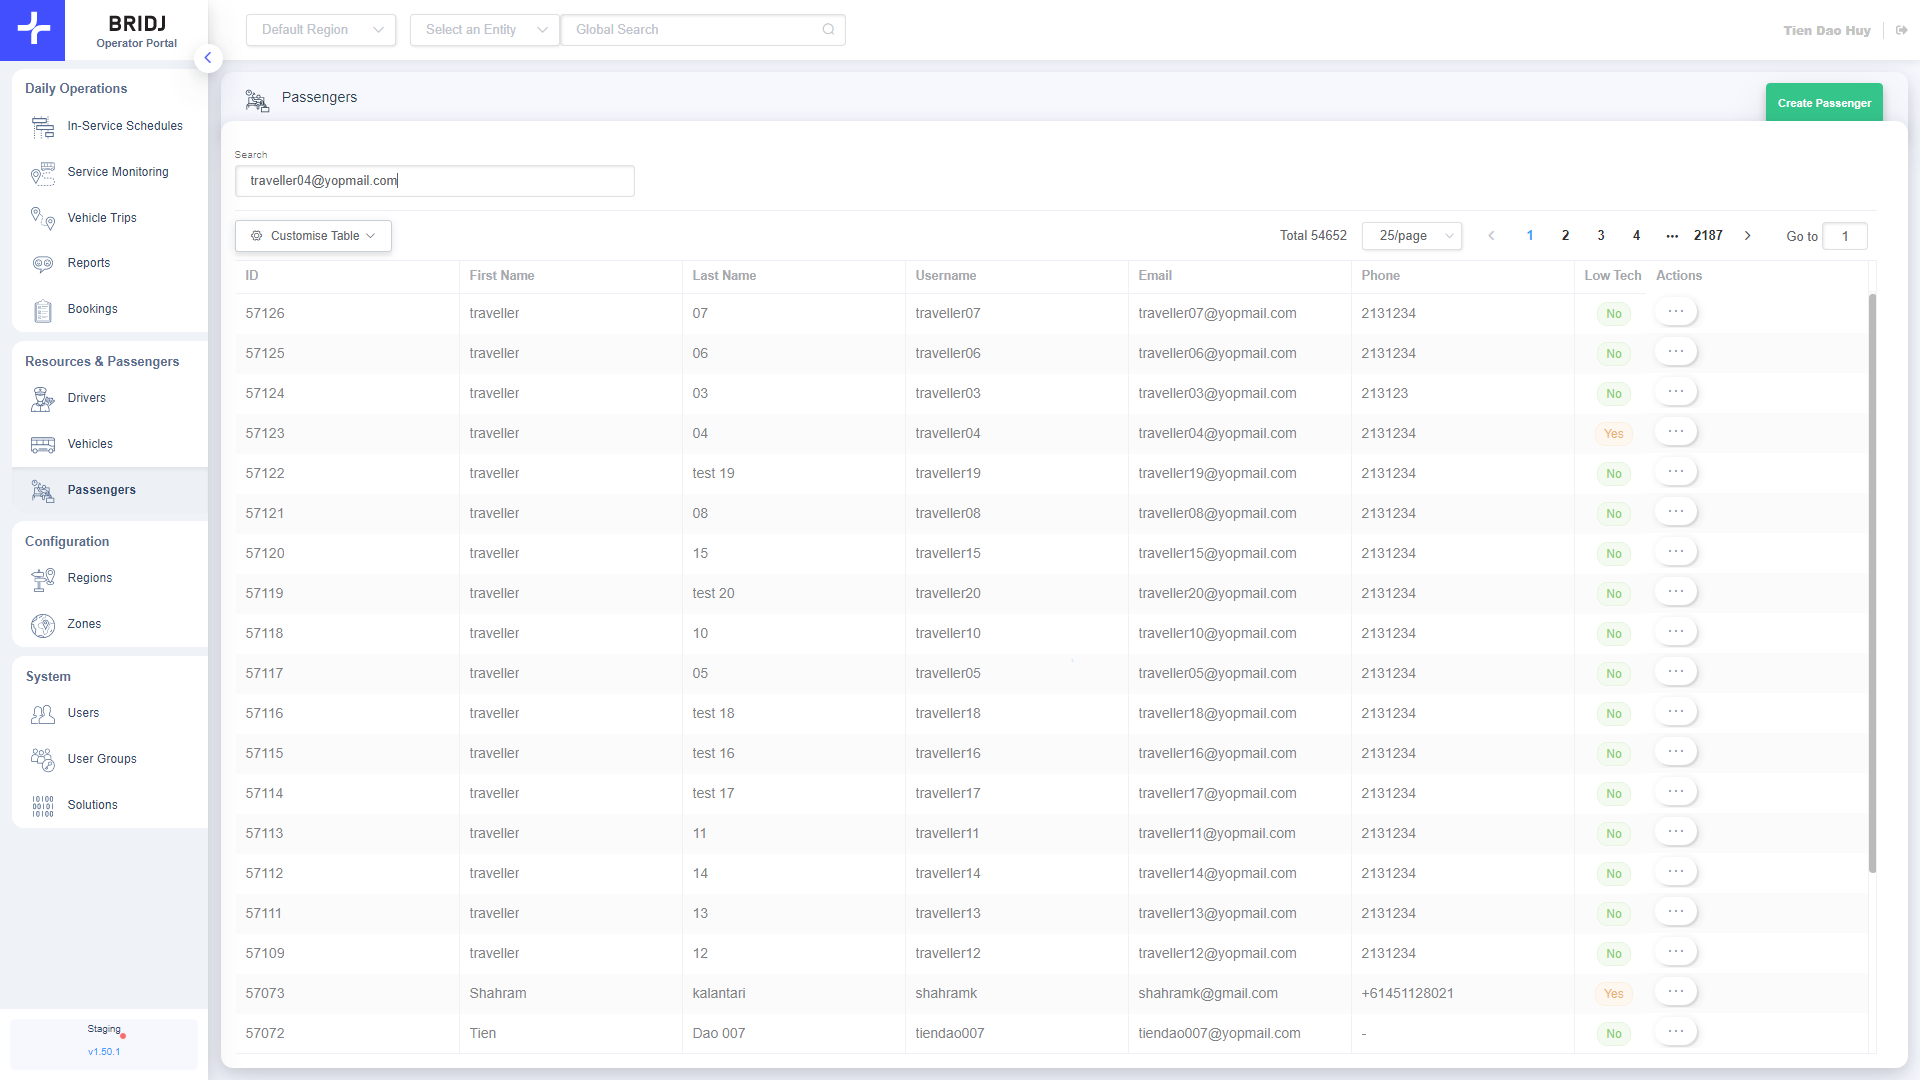 BRIDJ
Operator Portal
Default Region
Select an Entity
Global Search
Tien Dao Huy
Daily Operations
In-Service Schedules
Service Monitoring
Vehicle Trips
Reports
Bookings
Resources & Passengers
Drivers
Vehicles
Passengers
Configuration
Regions
Zones
System
Users
User Groups
Solutions
Staging
v1.50.1
Passengers
Create Passenger
Search
traveller04@yopmail.com
Customise Table
Total 54652 25/page 1 2 3 4 ••• 2187 Go to 1
ID First Name Last Name Username Email Phone Low Tech Actions
57126 traveller 07 traveller07 traveller07@yopmail.com 2131234 No ...
57125 traveller 06 traveller06 traveller06@yopmail.com 2131234 No ...
57124 traveller 03 traveller03 traveller03@yopmail.com 213123 No ...
57123 traveller 04 traveller04 traveller04@yopmail.com 2131234 Yes ...
57122 traveller test 19 traveller19 traveller19@yopmail.com 2131234 No ...
57121 traveller 08 traveller08 traveller08@yopmail.com 2131234 No ...
57120 traveller 15 traveller15 traveller15@yopmail.com 2131234 No ...
57119 traveller test 20 traveller20 traveller20@yopmail.com 2131234 No ...
57118 traveller 10 traveller10 traveller10@yopmail.com 2131234 No ...
57117 traveller 05 traveller05 traveller05@yopmail.com 2131234 No ...
57116 traveller test 18 traveller18 traveller18@yopmail.com 2131234 No ...
57115 traveller test 16 traveller16 traveller16@yopmail.com 2131234 No ...
57114 traveller test 17 traveller17 traveller17@yopmail.com 2131234 No ...
57113 traveller 11 traveller11 traveller11@yopmail.com 2131234 No ...
57112 traveller 14 traveller14 traveller14@yopmail.com 2131234 No ...
57111 traveller 13 traveller13 traveller13@yopmail.com 2131234 No ...
57109 traveller 12 traveller12 traveller12@yopmail.com 2131234 No ...
57073 Shahram kalantari shahramk shahramk@gmail.com +61451128021 Yes ...
57072 Tien Dao 007 tiendao007 tiendao007@yopmail.com - No ...